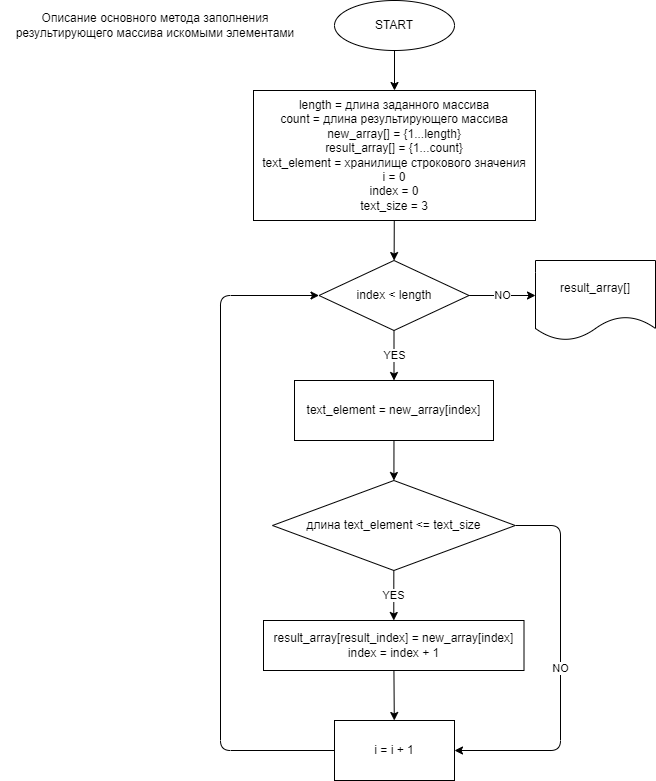 Описание основного метода заполнения
результирующего массива искомыми элементами
START
length = длина заданного массива
count = длина результирующего массива
new_array[] = {1...length}
result_array[] = {1...count}
text_element = хранилище строкового значения
i = 0
index = 0
text_size = 3
index < length
NO
result_array[]
YES
text_element = new_array[index]
длина text_element <= text_size
YES
result_array[result_index] = new_array[index]
index = index + 1
NO
i = i + 1